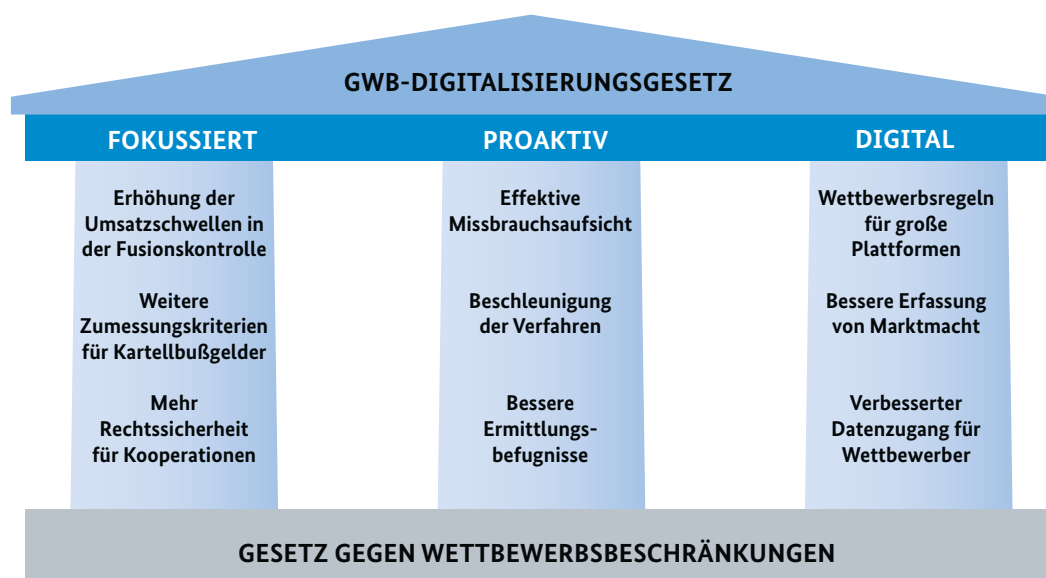 GWB-DIGITALISIERUNGSGESETZ
FOKUSSIERT
Erhöhung der
Umsatzschwellen in
der Fusionskontrolle
Weitere
Zumessungskriterien
für Kartellbußgelder
Mehr
Rechtssicherheit
für Kooperationen
PROAKTIV
Effektive
Missbrauchsaufsicht
Beschleunigung
der Verfahren
Bessere
Ermittlungs-
befugnisse
DIGITAL
Wettbewerbsregeln
für große
Plattformen
Bessere Erfassung
von Marktmacht
Verbesserter
Datenzugang für
Wettbewerber
GESETZ GEGEN WETTBEWERBSBESCHRÄNKUNGEN